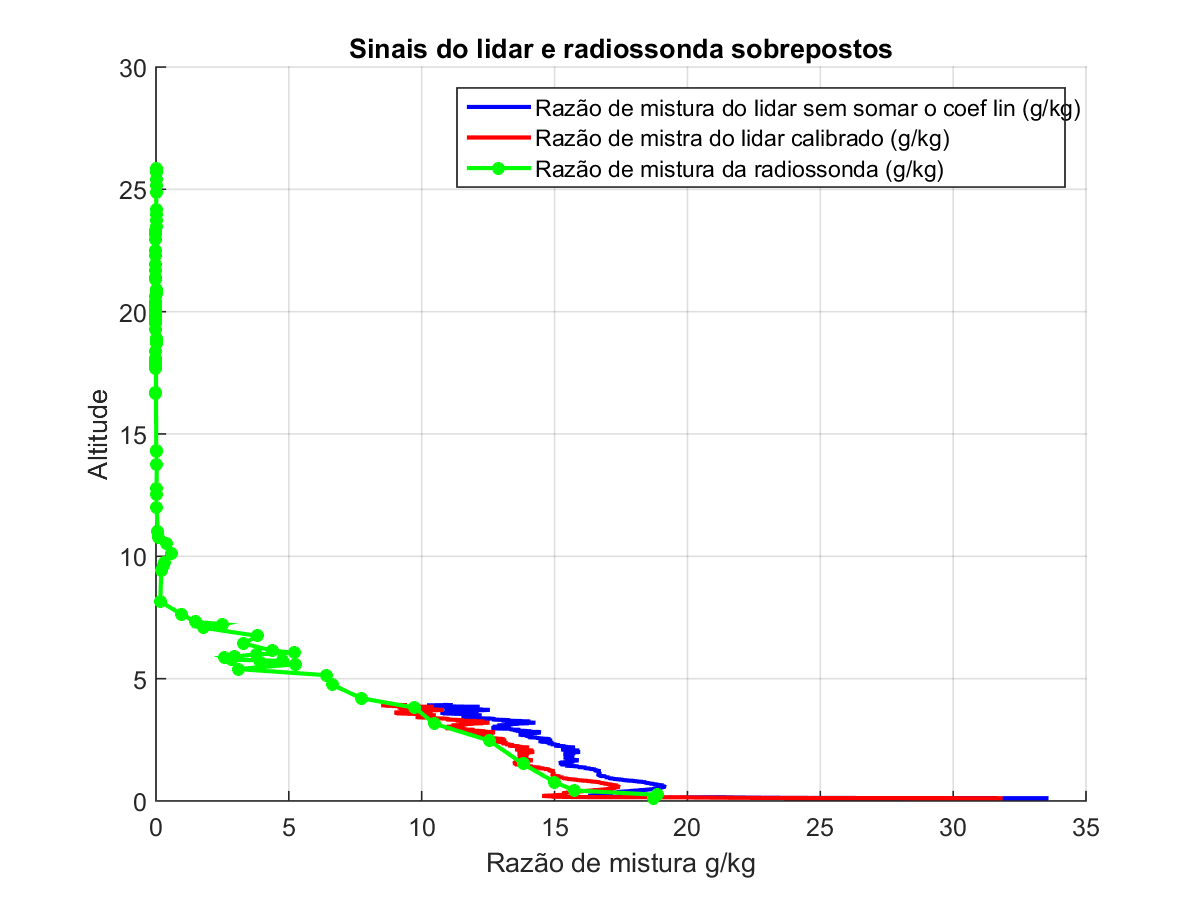 Sinais do lidar e radiossonda sobrepostos
30
25
20
15
10
5
0
Altitude
Razão de mistura do lidar sem somar o coef lin (g/kg)
Razão de mistra do lidar calibrado (g/kg)
Razão de mistura da radiossonda (g/kg)
0 5 10 15 20 25 30 35
Razão de mistura g/kg